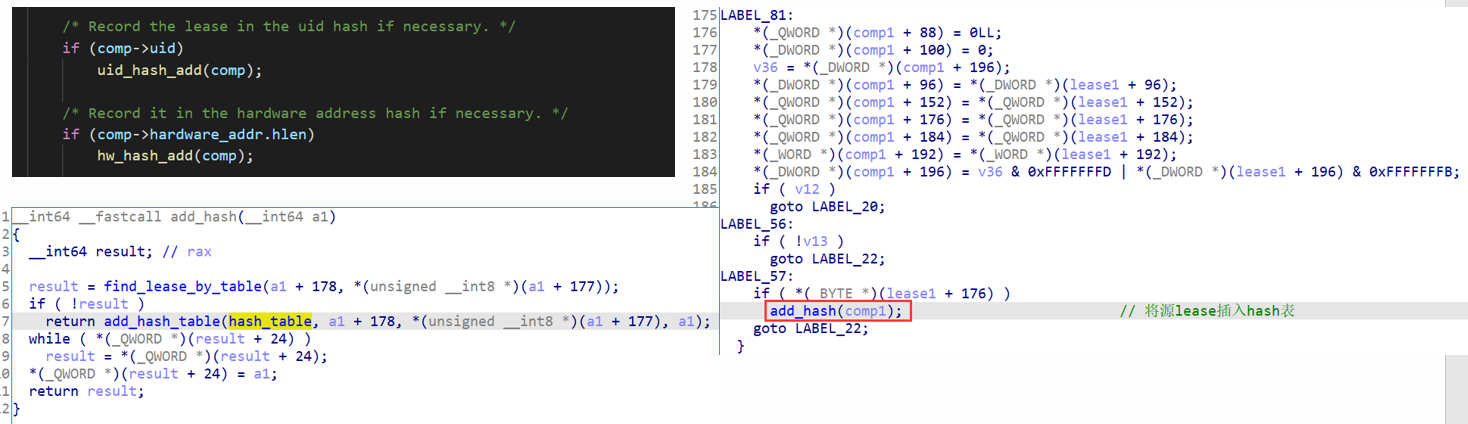 /* Record the lease in the uid hash if necessary. */
if (comp->uid)
uid_hash_add(comp);
/* Record it in the hardware address hash if necessary. */
if (comp->hardware_addr.hlen)
hw_hash_add(comp);
1 __int64 __fastcall add_hash(__int64 a1)
2 {
3 __int64 result; // rax
4
5 result = find_lease_by_table(a1 + 178, *(unsigned __int8 *)(a1 + 177));
6 if ( !result )
7 return add_hash_table(hash_table, a1 + 178, *(unsigned __int8 *)(a1 + 177), a1);
8 while ( *(_QWORD *)(result + 24) )
9 result = *(_QWORD *)(result + 24);
0 *(_QWORD *)(result + 24) = a1;
1 return result;
2 }
175 LABEL_81:
176 *(_QWORD *)(comp1 + 88) = 0LL;
177 *(_DWORD *)(comp1 + 100) = 0;
178 v36 = *(_DWORD *)(comp1 + 196);
179 *(_DWORD *)(comp1 + 96) = *(_DWORD *)(lease1 + 96);
180 *(_QWORD *)(comp1 + 152) = *(_QWORD *)(lease1 + 152);
181 *(_QWORD *)(comp1 + 176) = *(_QWORD *)(lease1 + 176);
182 *(_QWORD *)(comp1 + 184) = *(_QWORD *)(lease1 + 184);
183 *(_WORD *)(comp1 + 192) = *(_WORD *)(lease1 + 192);
184 *(_DWORD *)(comp1 + 196) = v36 & 0xFFFFFFFD | *(_DWORD *)(lease1 + 196) & 0xFFFFFFFB;
185 if ( v12 )
186 goto LABEL_20;
LABEL_56:
if ( !v13 )
goto LABEL_22;
LABEL_57:
if ( *(_BYTE *)(lease1 + 176) )
add_hash(comp1); // 将源lease插入hash表
goto LABEL_22;
}